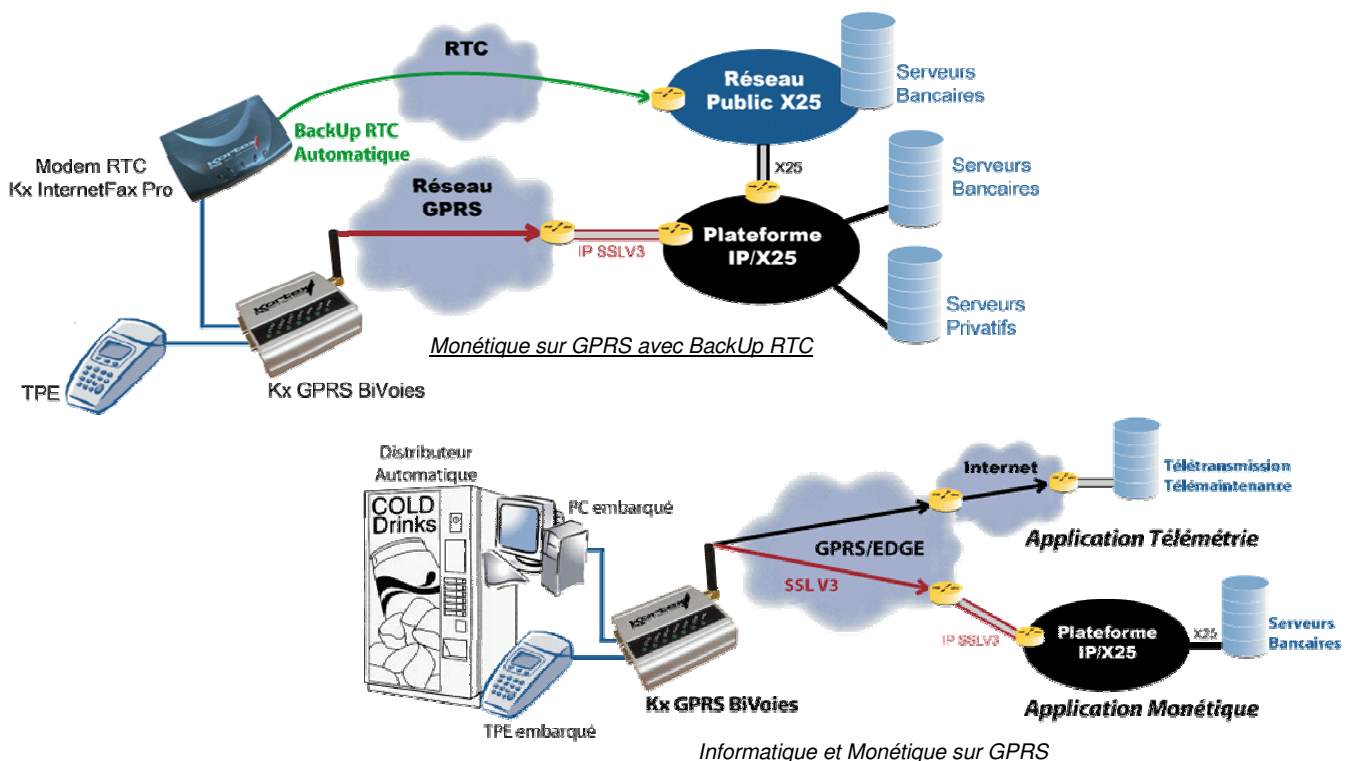 RTC
Réseau
Public X25
Serveurs
Bancaires
BackUp RTC
Automatique
Kortex
Modem RTC
Kx InternetFax Pro
X25
Serveurs
Bancaires
Réseau
GPRS
Plateforme
IP/X25
IP SSLV3
Kortex
Serveurs
Privatifs
Monétique sur GPRS avec BackUp RTC
TPE
Kx GPRS BiVoies
Distributeur
Automatique
PC embarqué
COLD
Drinks
Internet
Télétransmission
Télémaintenance
GPRS/EDGE
Application Télémétrie
SSL V3
Kortex
IP SSLV3
Plateforme
IP/X25
X25
Serveurs
Bancaires
Kx GPRS BiVoies
Application Monétique
TPE embarqué
Informatique et Monétique sur GPRS